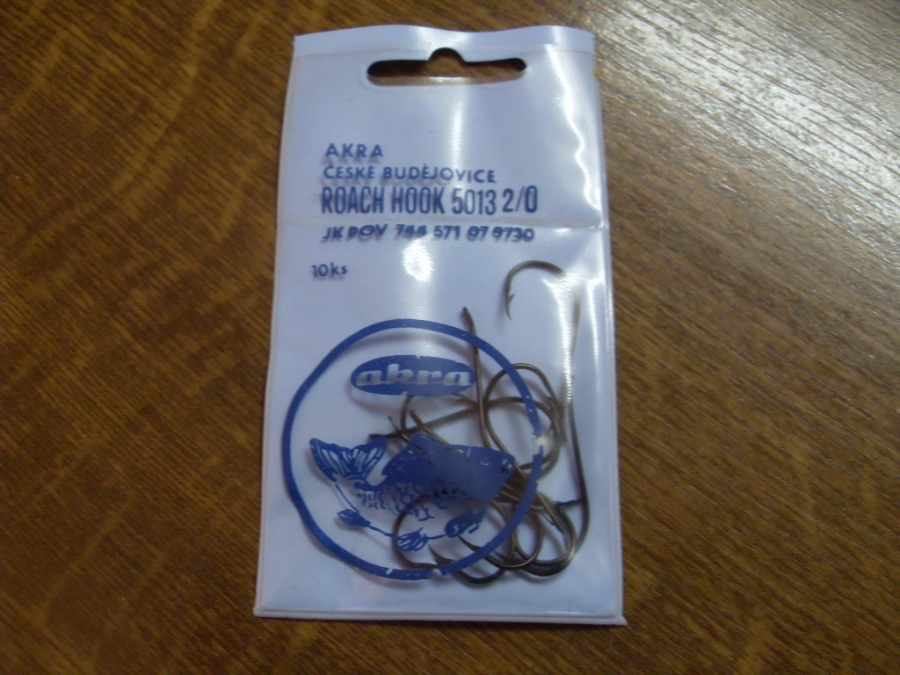 AKRA
ČESKÉ BUDĚJOVICE
ROACH HOOK 5013 2/0
JK POV 744 571 07 9730
10ks
akra